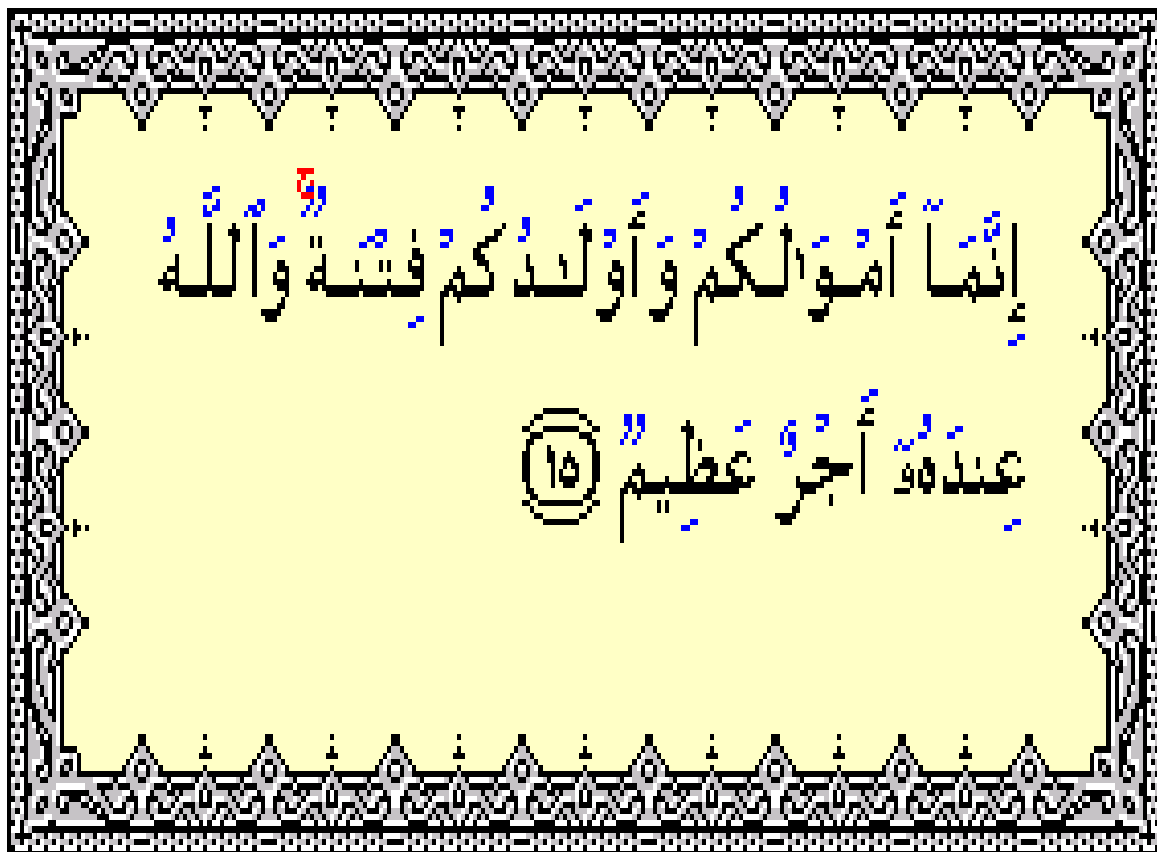 إِنَّمَآ أَمْوَٰلُكُمْ وَأَوْلَـٰدُكُمْ فِتْنَةٌ ۚ وَٱللَّهُ
عِندَهُۥٓ أَجْرٌ عَظِيمٌ ١٥